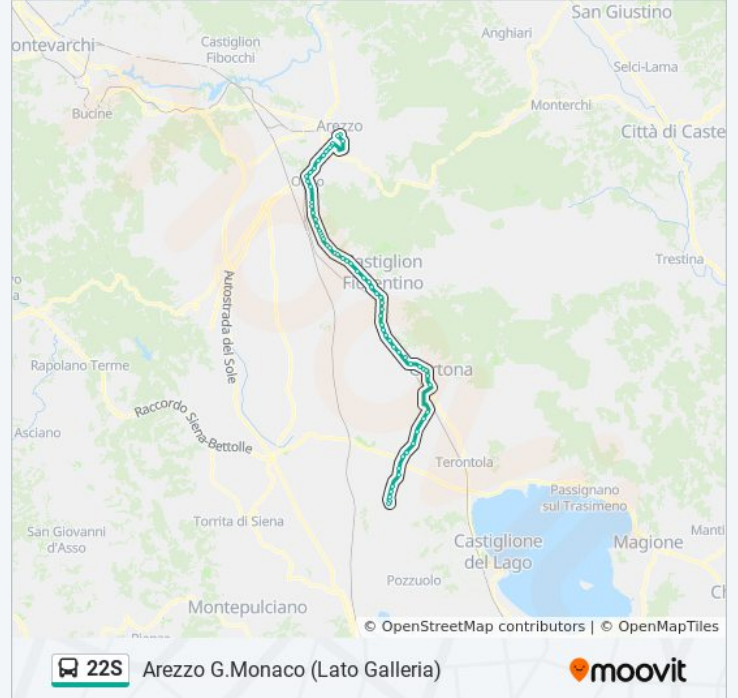 San Giustino
Anghiari
ontevarchi
Castiglion
Fibocchi
Selci-Lama
Monterchi
Bucine
Arezzo
Città di Caste
Trestina
astiglion
Fiorentino
Autostrada del Sole
Rapolano Terme
rtona
Raccordo Siena-Bettolle
Asciano
Terontola
Passignano
sul Trasimeno
Torrita di Siena
San Giovanni
d'Asso
Castiglione
del Lago
Magione
Manti
Pozzuolo
Montepulciano
© OpenStreetMap contributors | © OpenMapTiles
22S Arezzo G.Monaco (Lato Galleria)
moovit